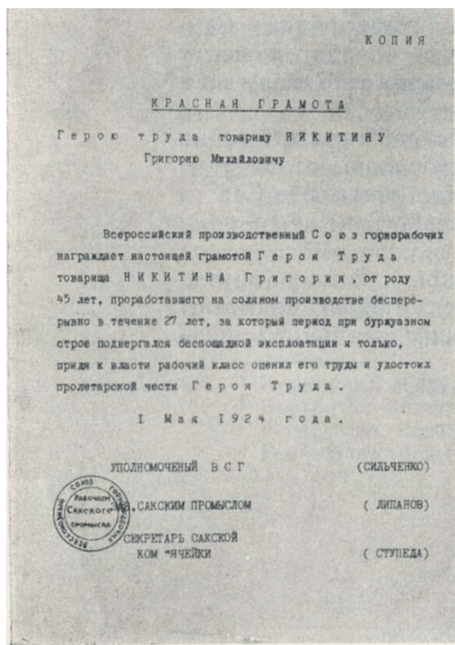 КОПИЯ
КРАСНАЯ ГРАМОТА
Герою труда товарищу НИКИТИНУ
Григорию Михайловичу
Всероссийский производственный Союз горнорабочих
награждает настоящей грамотой Героя Труда
товарища НИКИТИНА Григория, от роду
45 лет, проработавшего на соляном производстве беспере-
рывно в течение 27 лет, за который период при буржуазном
строе подвергался беспощадной эксплоатации и только,
придя к власти рабочий класс оценил его труды и удостоил
пролетарской чести Героя Труда.
I Мая 1924 года.
УПОЛНОМОЧЕНЫЙ ВСГ (СИЛЬЧЕНКО)
.САКСКИМ ПРОМЫСЛОМ ( ЛИПАНОВ)
СЕКРЕТАРЬ САКСКОЙ
КОМ"ЯЧЕЙКИ ( СТУПЕДА)
СОЮЗ
РАБОЧКОМ
Сакского
ПРОМЫСЛА